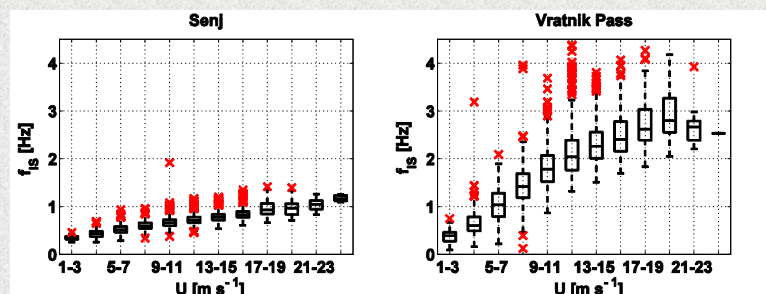 Senj
Vratnik Pass
f_IS [Hz]
4
3
2
1
0
1-3 5-7 9-11 13-15 17-19 21-23
U [m s⁻¹]
f_IS [Hz]
4
3
2
1
0
1-3 5-7 9-11 13-15 17-19 21-23
U [m s⁻¹]